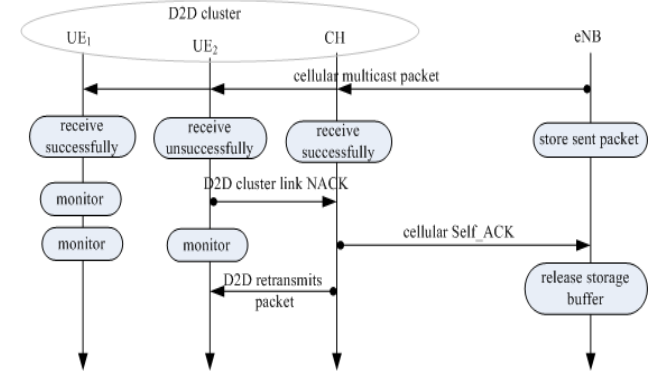 D2D cluster
UE1
UE2
CH
eNB
cellular multicast packet
receive
successfully
receive
unsuccessfully
receive
successfully
store sent packet
D2D cluster link NACK
monitor
cellular Self_ACK
monitor
monitor
D2D retransmits
packet
release storage
buffer